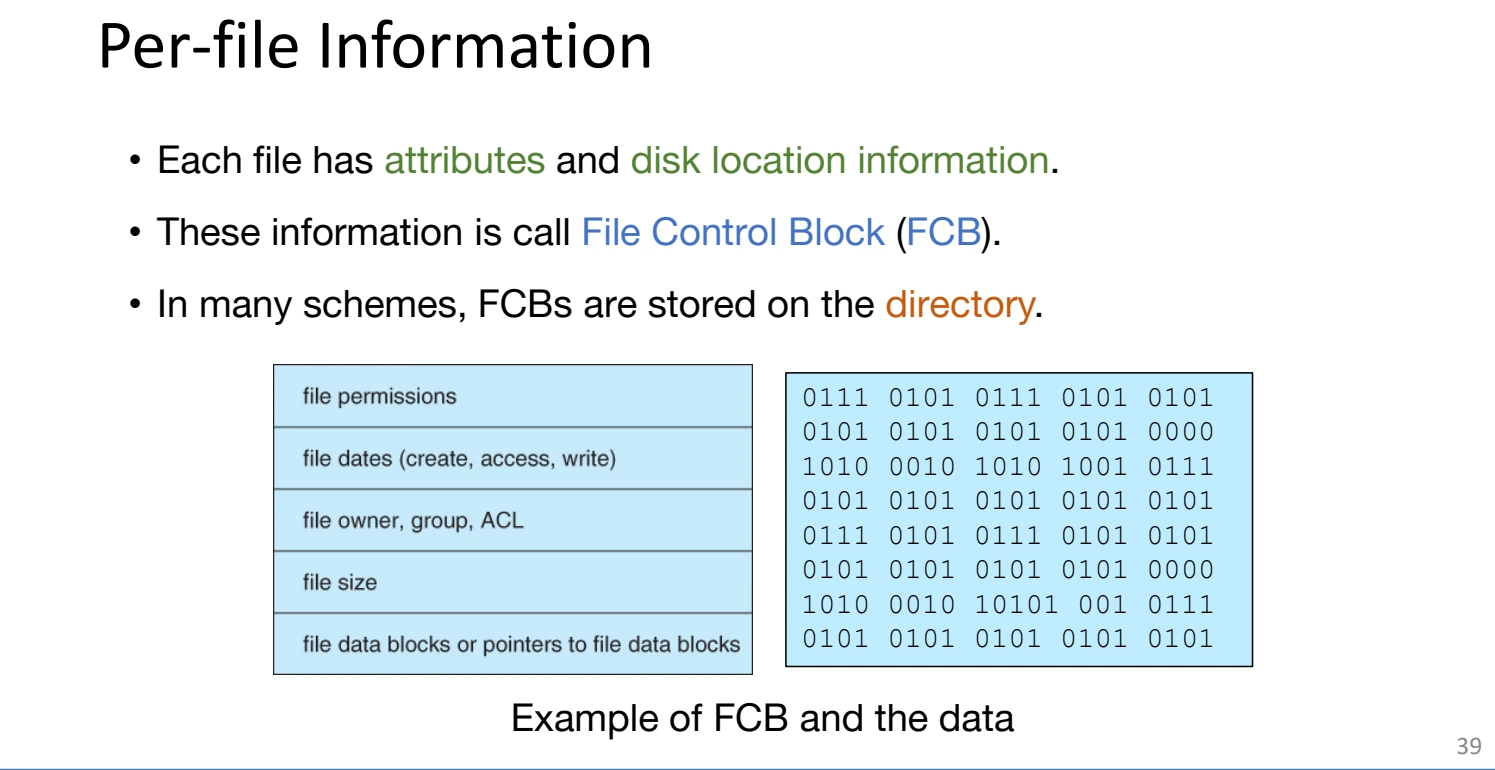 Per-file Information
• Each file has attributes and disk location information.
• These information is call File Control Block (FCB).
• In many schemes, FCBs are stored on the directory.
file permissions
file dates (create, access, write)
file owner, group, ACL
file size
file data blocks or pointers to file data blocks
0111 0101 0111 0101 0101
0101 0101 0101 0101 0000
1010 0010 1010 1001 0111
0101 0101 0101 0101 0101
0111 0101 0111 0101 0101
0101 0101 0101 0101 0000
1010 0010 10101 001 0111
0101 0101 0101 0101 0101
Example of FCB and the data
39